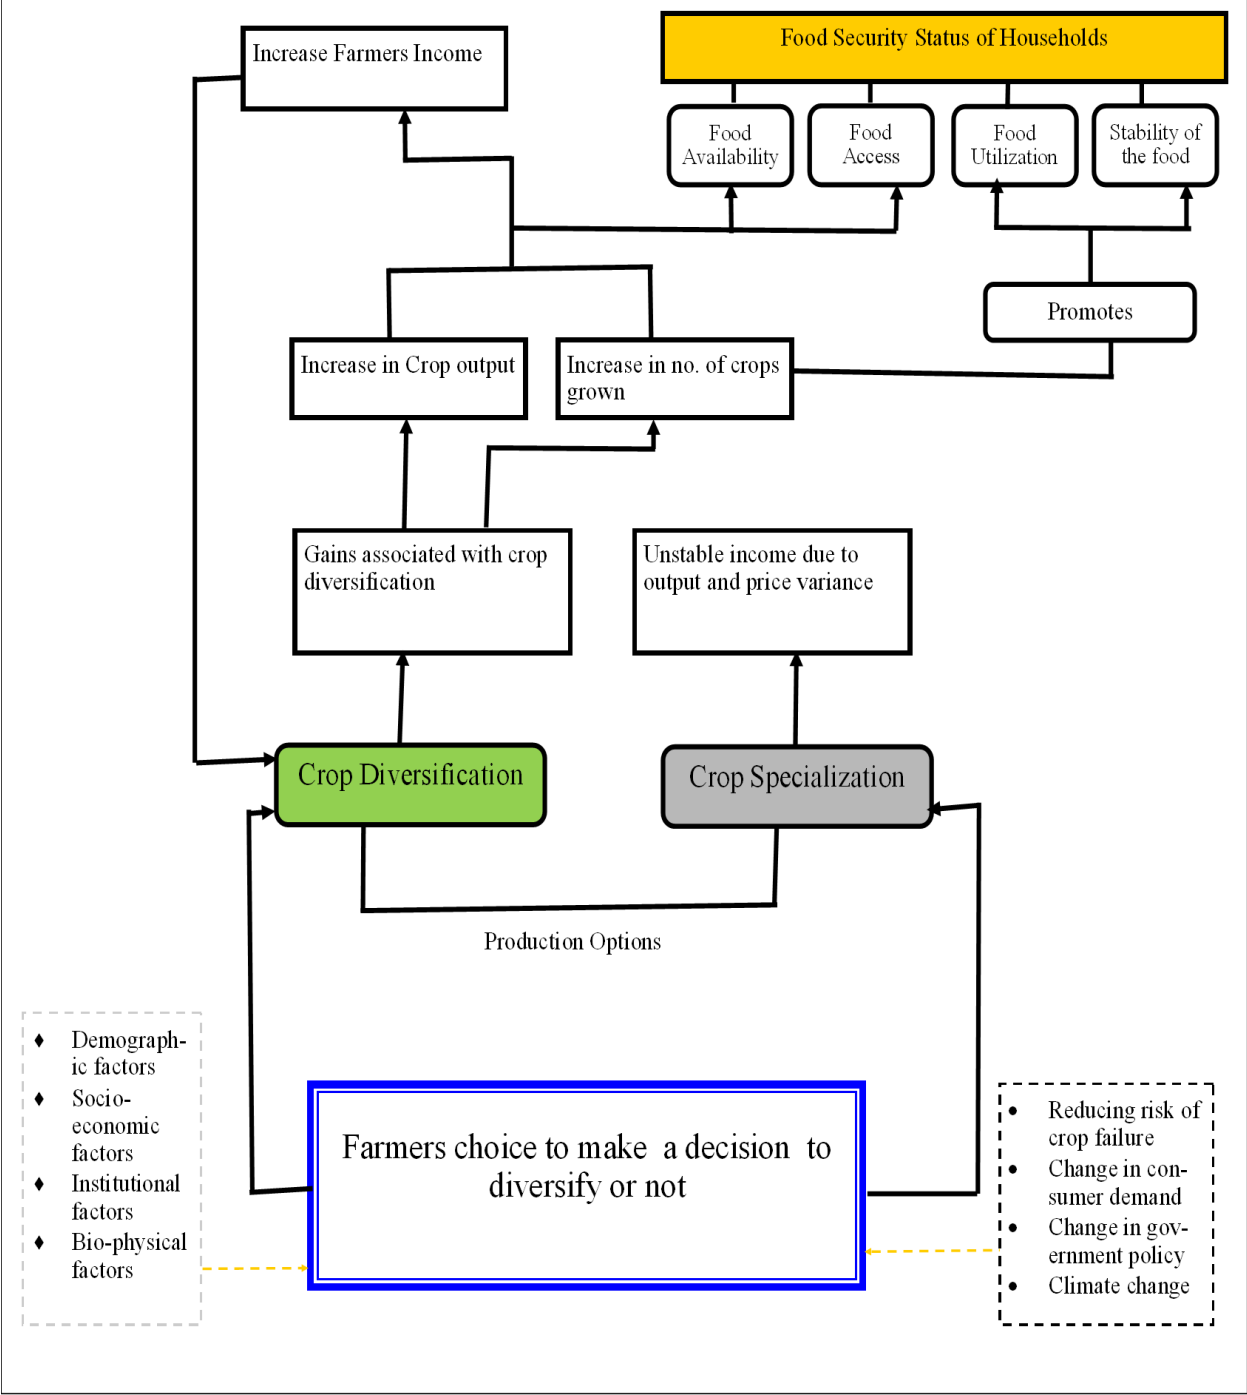 Increase Farmers Income
Food Security Status of Households
Food
Availability
Food
Access
Food
Utilization
Stability of
the food
Promotes
Increase in Crop output
Increase in no. of crops
grown
Gains associated with crop
diversification
Unstable income due to
output and price variance
Crop Diversification
Crop Specialization
Production Options
♦ Demograph-
ic factors
♦ Socio-
economic
factors
♦ Institutional
factors
♦ Bio-physical
factors
Farmers choice to make a decision to
diversify or not
• Reducing risk of
crop failure
• Change in con-
sumer demand
• Change in gov-
ernment policy
• Climate change